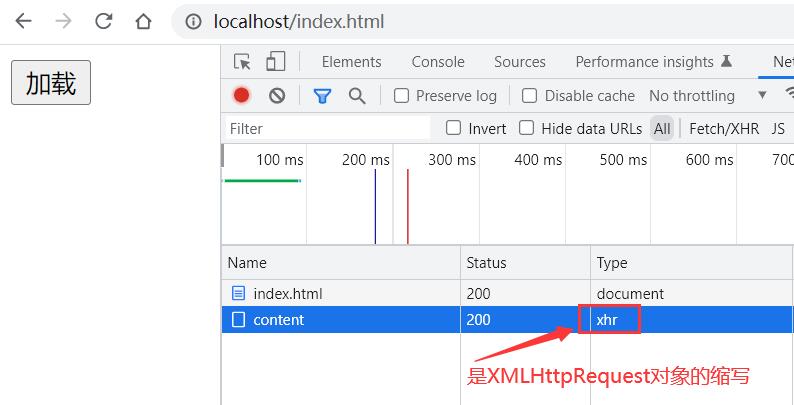 localhost/index.html
加载
Elements Console Sources Performance insights Net
Preserve log Disable cache No throttling
Filter Invert Hide data URLs All Fetch/XHR JS
100 ms 200 ms 300 ms 400 ms 500 ms 600 ms 700
Name Status Type
index.html 200 document
content 200 xhr
是XMLHttpRequest对象的缩写